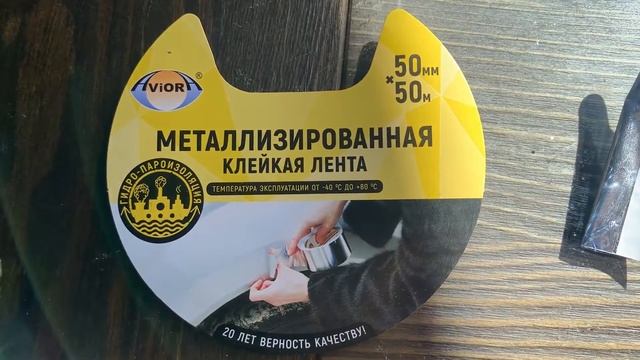 AVIORA®
50мм
×50м
МЕТАЛЛИЗИРОВАННАЯ
КЛЕЙКАЯ ЛЕНТА
ТЕМПЕРАТУРА ЭКСПЛУАТАЦИИ ОТ -40 °C ДО +80 °C
ГИДРО-ПАРОИЗОЛЯЦИЯ
20 ЛЕТ ВЕРНОСТЬ КАЧЕСТВУ!